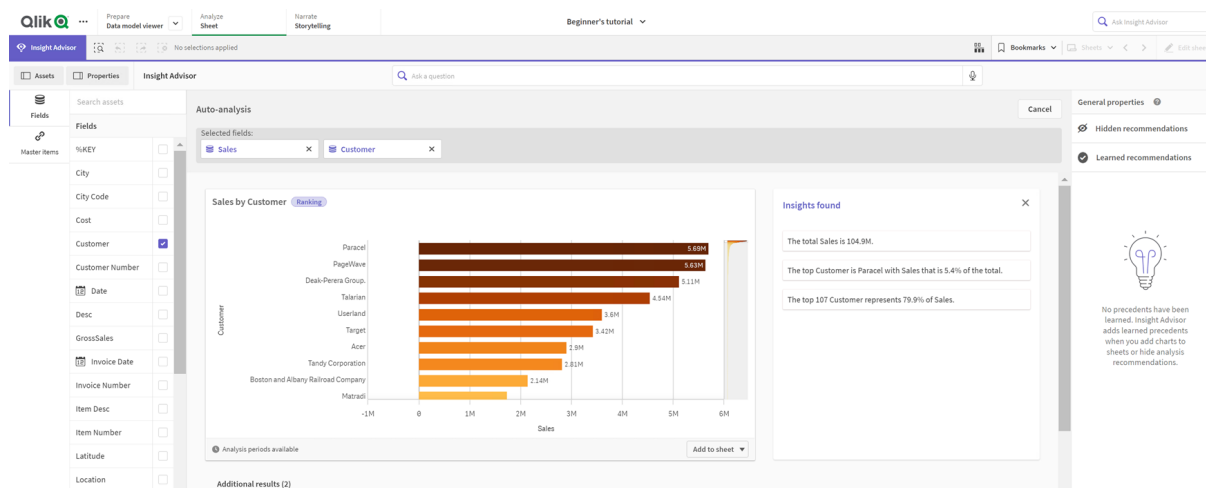 Qlik
Prepare
Data model viewer
Analyze
Sheet
Narrate
Storytelling
Beginner's tutorial
Ask Insight Advisor
Insight Advisor
No selections applied
Bookmarks
Sheets
Edit sheet
Assets
Properties
Insight Advisor
Ask a question
Fields
Master items
Search assets
Fields
%KEY
City
City Code
Cost
Customer
Customer Number
Date
Desc
GrossSales
Invoice Date
Invoice Number
Item Desc
Item Number
Latitude
Location
Auto-analysis
Cancel
Selected fields:
Sales
Customer
Sales by Customer
Ranking
Customer
Paracel
5.69M
PageWave
5.63M
Deak-Perera Group.
5.11M
Talarian
4.54M
Userland
3.6M
Target
3.42M
Acer
2.9M
Tandy Corporation
2.81M
Boston and Albany Railroad Company
2.14M
Matradi
-1M 0 1M 2M 3M 4M 5M 6M
Sales
Analysis periods available
Add to sheet
Additional results (2)
Insights found
The total Sales is 104.9M.
The top Customer is Paracel with Sales that is 5.4% of the total.
The top 107 Customer represents 79.9% of Sales.
General properties
Hidden recommendations
Learned recommendations
No precedents have been
learned. Insight Advisor
adds learned precedents
when you add charts to
sheets or hide analysis
recommendations.